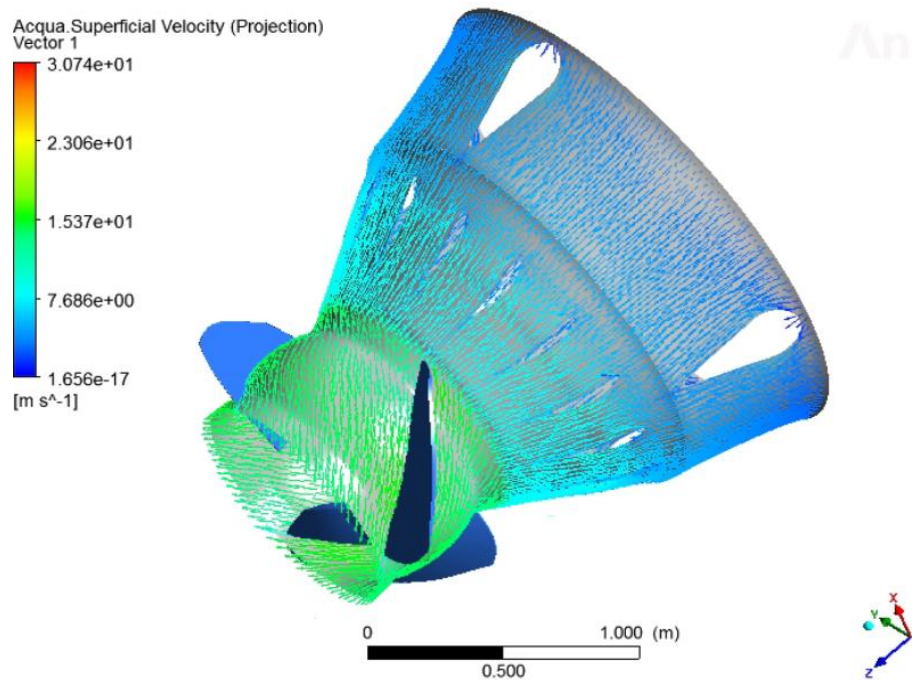 Acqua.Superficial Velocity (Projection)
Vector 1
3.074e+01
2.306e+01
1.537e+01
7.686e+00
1.656e-17
[m s^-1]
An
0 1.000 (m)
0.500
X
Y
Z